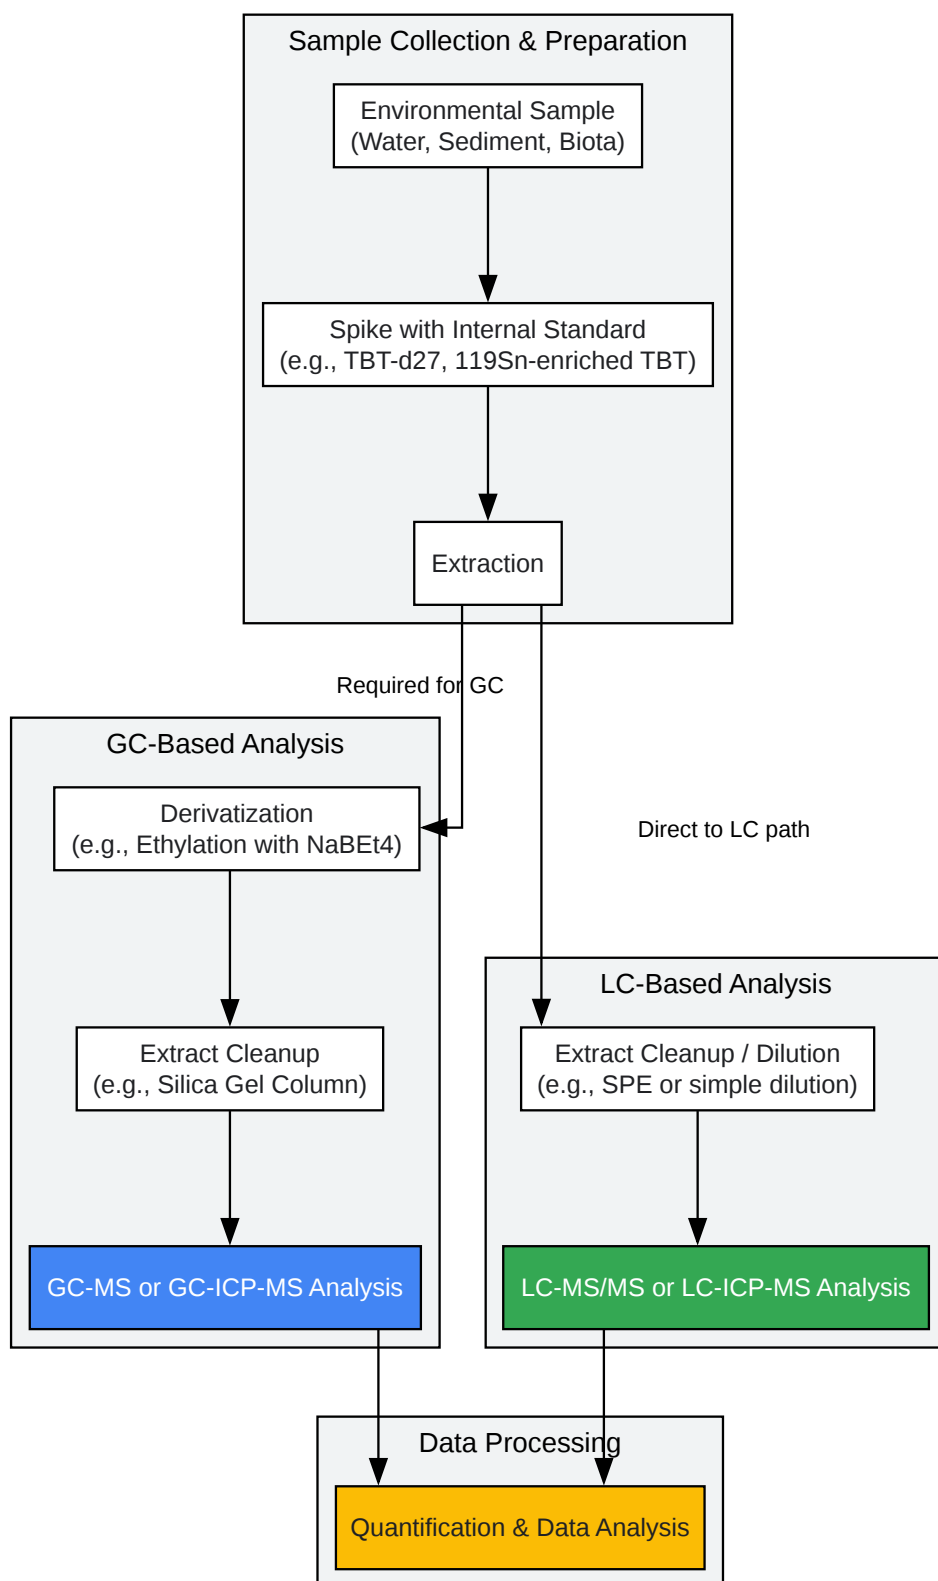 Sample Collection & Preparation
Environmental Sample
(Water, Sediment, Biota)
Spike with Internal Standard
(e.g., TBT-d27, 119Sn-enriched TBT)
Extraction
Required for GC
GC-Based Analysis
Derivatization
(e.g., Ethylation with NaBEt4)
Direct to LC path
LC-Based Analysis
Extract Cleanup
(e.g., Silica Gel Column)
Extract Cleanup / Dilution
(e.g., SPE or simple dilution)
GC-MS or GC-ICP-MS Analysis
LC-MS/MS or LC-ICP-MS Analysis
Data Processing
Quantification & Data Analysis